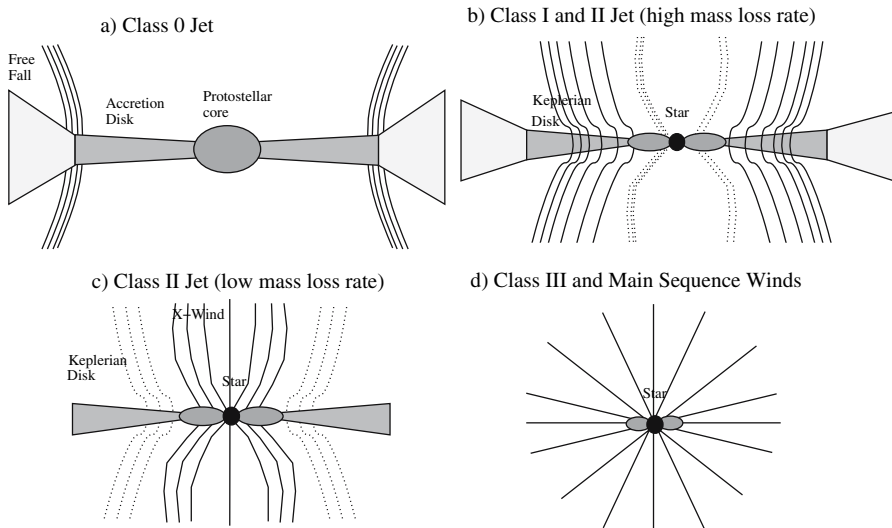 a) Class 0 Jet
Free
Fall
Accretion
Disk
Protostellar
core
b) Class I and II Jet (high mass loss rate)
Keplerian
Disk
Star
c) Class II Jet (low mass loss rate)
X-Wind
Keplerian
Disk
Star
d) Class III and Main Sequence Winds
Star